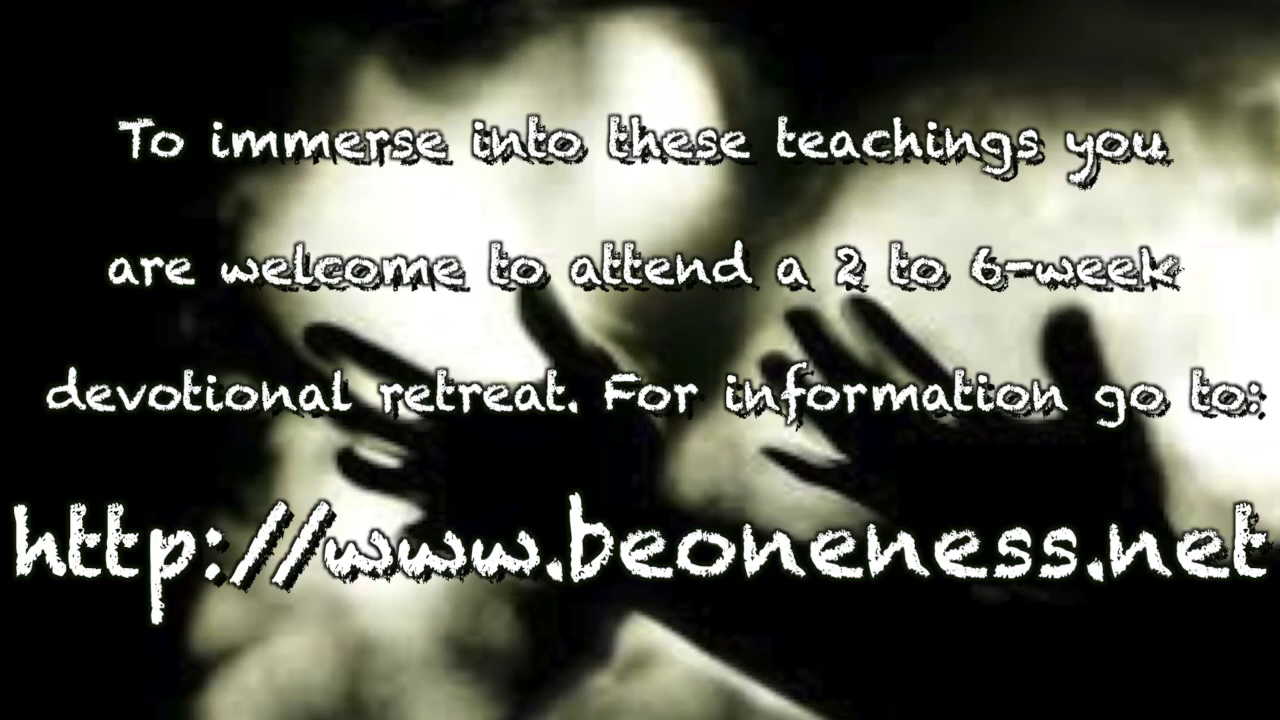 To immerse into these teachings you
are welcome to attend a 2 to 6-week
devotional retreat. For information go to:
http://www.beoneness.net